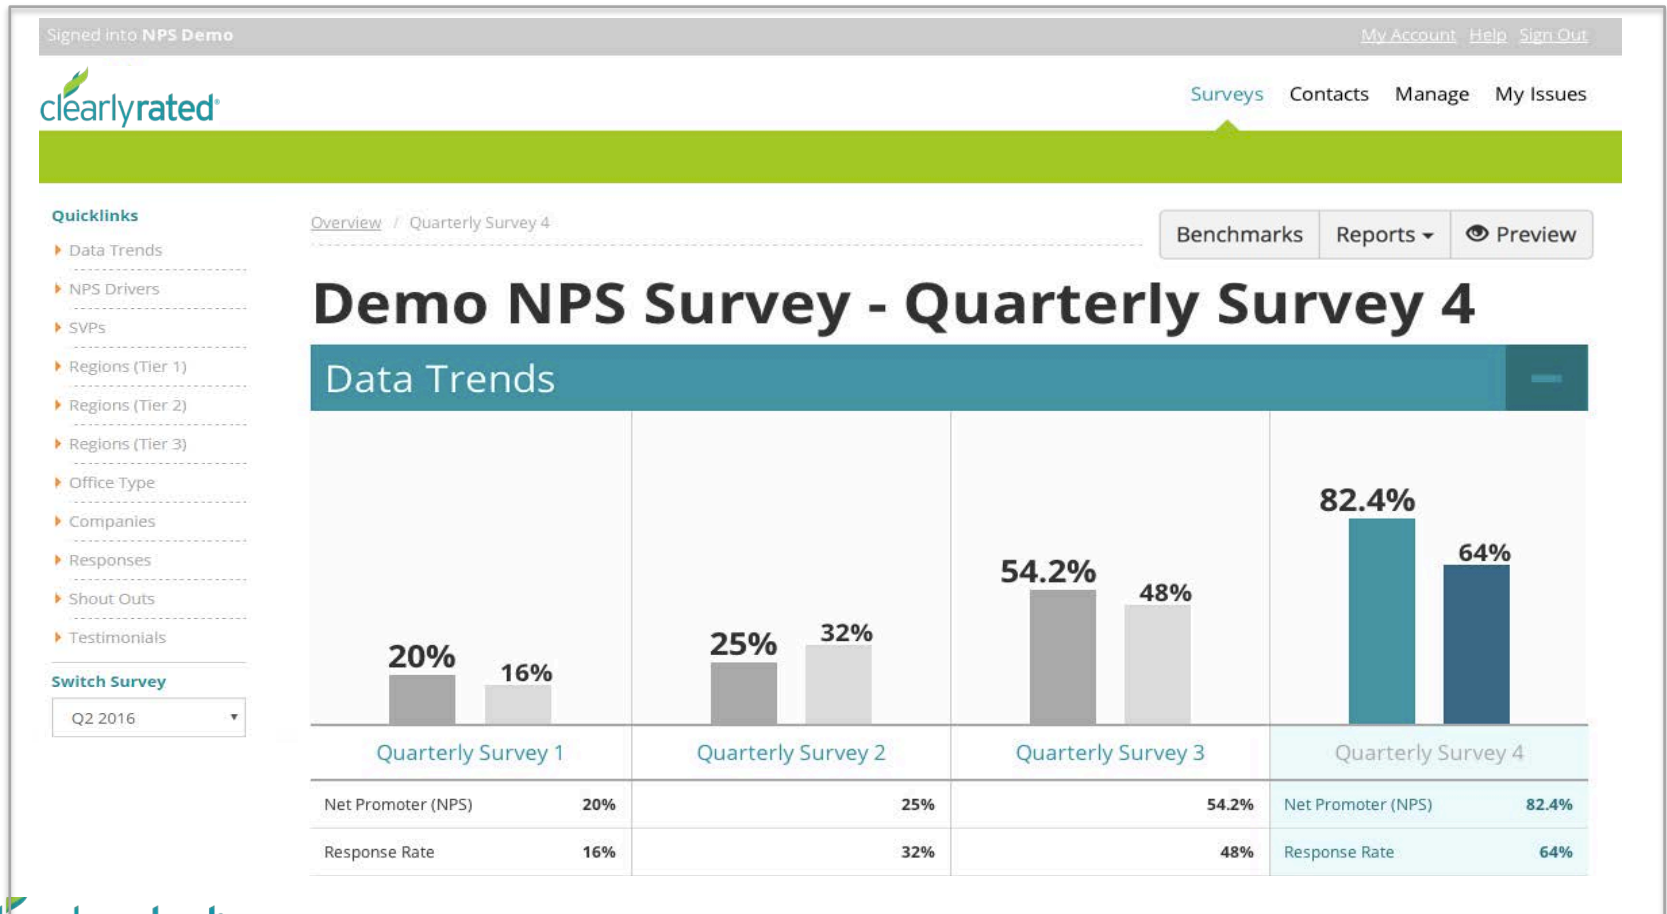 Signed into NPS Demo
My Account Help Sign Out
clearlyrated®
Surveys Contacts Manage My Issues
Quicklinks
Data Trends
NPS Drivers
SVPs
Regions (Tier 1)
Regions (Tier 2)
Regions (Tier 3)
Office Type
Companies
Responses
Shout Outs
Testimonials
Switch Survey
Q2 2016
Overview / Quarterly Survey 4
Benchmarks Reports Preview
Demo NPS Survey - Quarterly Survey 4
Data Trends
20% 16%
25% 32%
54.2% 48%
82.4% 64%
Quarterly Survey 1 Quarterly Survey 2 Quarterly Survey 3 Quarterly Survey 4
Net Promoter (NPS) 20% 25% 54.2% Net Promoter (NPS) 82.4%
Response Rate 16% 32% 48% Response Rate 64%